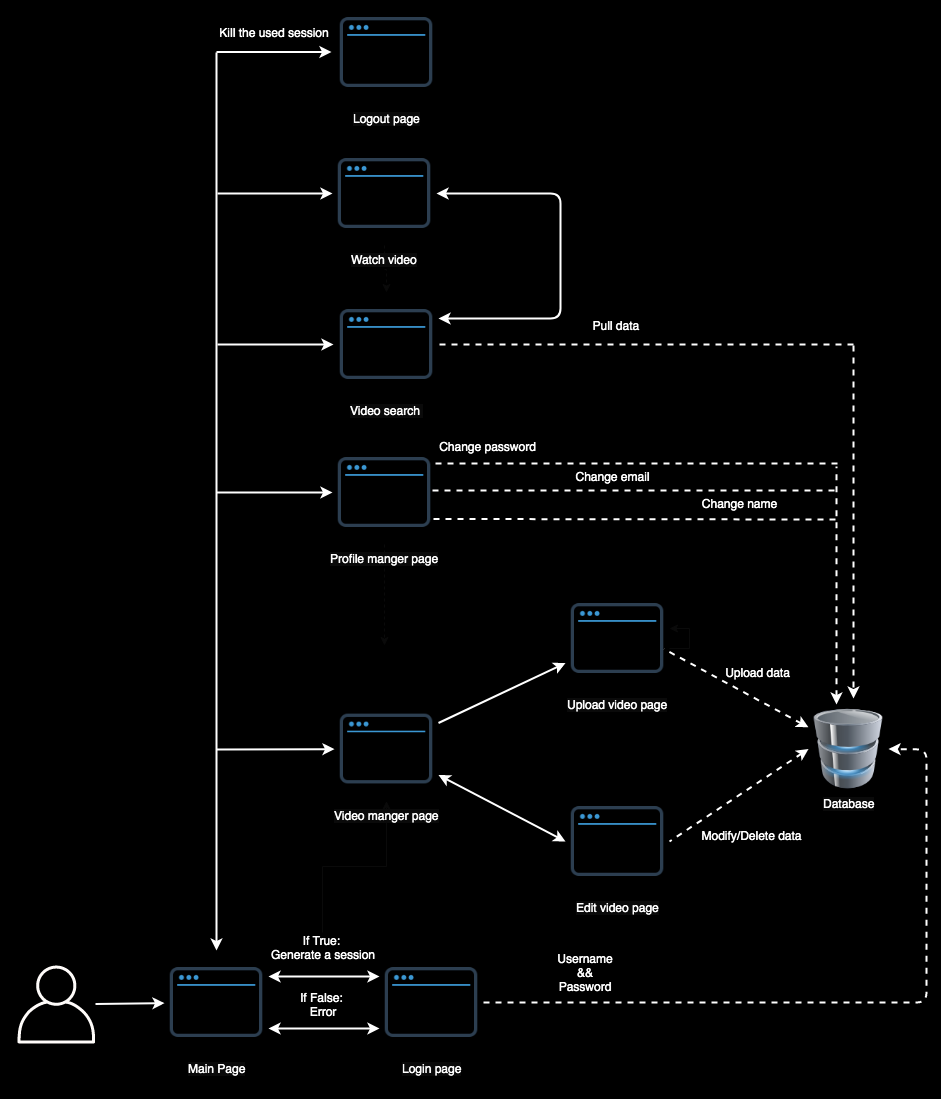 Kill the used session
Logout page
Watch video
Pull data
Video search
Change password
Change email
Change name
Profile manger page
Upload data
Upload video page
Database
Video manger page
Modify/Delete data
Edit video page
If True:
Generate a session
If False:
Error
Username
&&
Password
Main Page
Login page